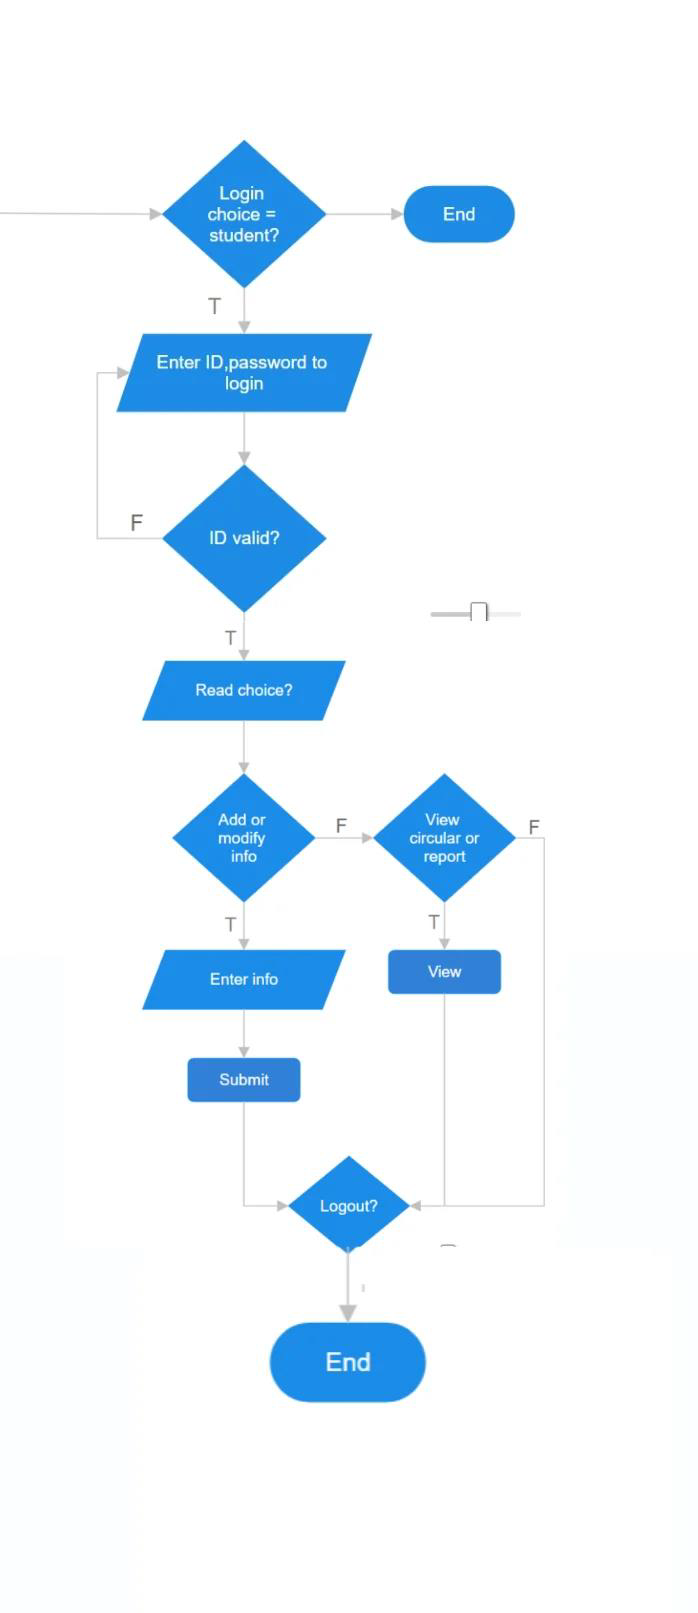 Login
choice =
student?
End
T
Enter ID,password to
login
F
ID valid?
T
Read choice?
Add or
modify
info
F
View
circular or
report
F
T
T
Enter info
View
Submit
Logout?
End